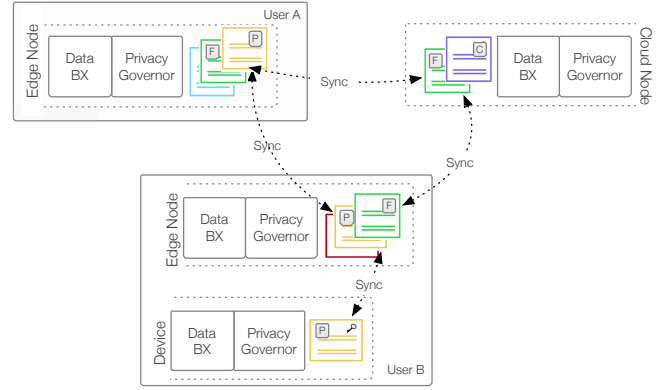 User A
Edge Node
Data
BX
Privacy
Governor
F
P
Sync
F
C
Data
BX
Privacy
Governor
Cloud Node
Sync
Sync
Edge Node
Data
BX
Privacy
Governor
P
F
Sync
Device
Data
BX
Privacy
Governor
P
User B